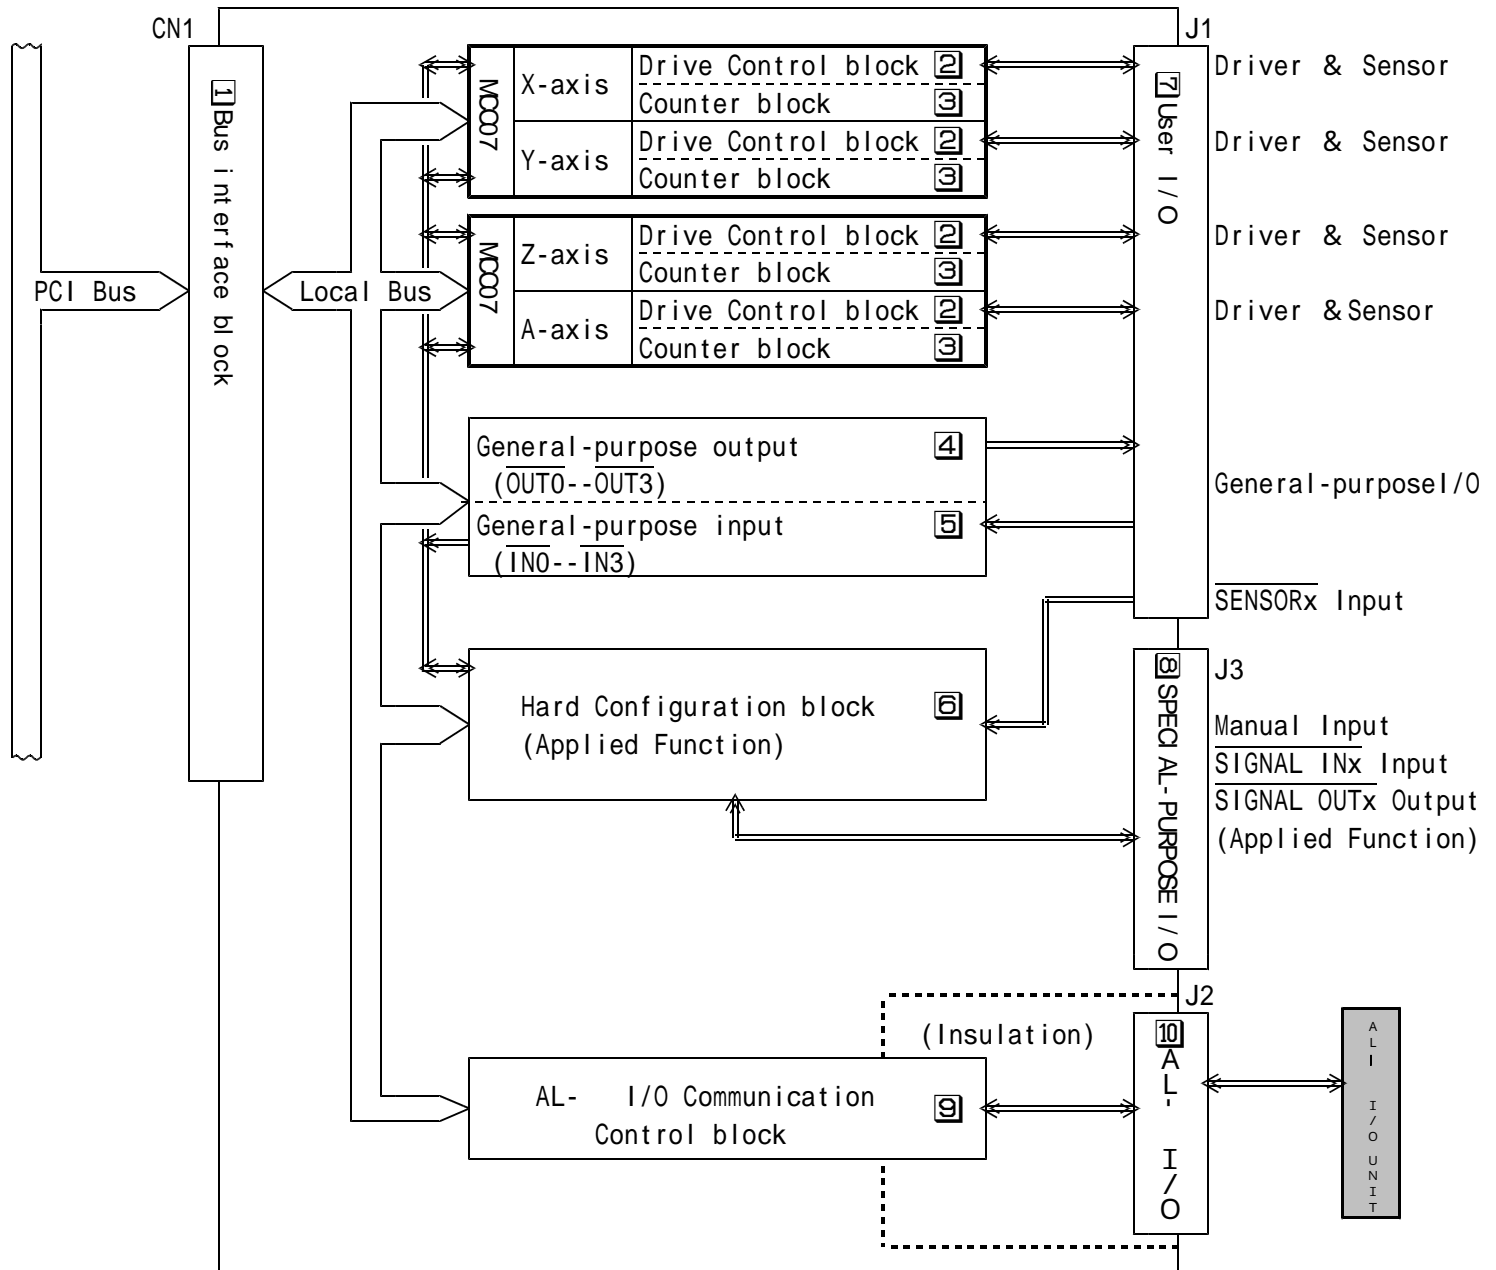 CN1
J1
PCI Bus
1 Bus interface block
Local Bus
MCC07
X-axis
Drive Control block 2
Counter block 3
Y-axis
Drive Control block 2
Counter block 3
MCC07
Z-axis
Drive Control block 2
Counter block 3
A-axis
Drive Control block 2
Counter block 3
General-purpose output 4
(OUT0--OUT3)
General-purpose input 5
(IN0--IN3)
Hard Configuration block 6
(Applied Function)
AL- I/O Communication 9
Control block
(Insulation)
7 User I/O
Driver & Sensor
Driver & Sensor
Driver & Sensor
Driver &Sensor
General-purposeI/O
SENSORx Input
8 SPECIAL-PURPOSE I/O
J3
Manual Input
SIGNAL INx Input
SIGNAL OUTx Output
(Applied Function)
J2
10 AL- I/O
ALI I/O UNIT